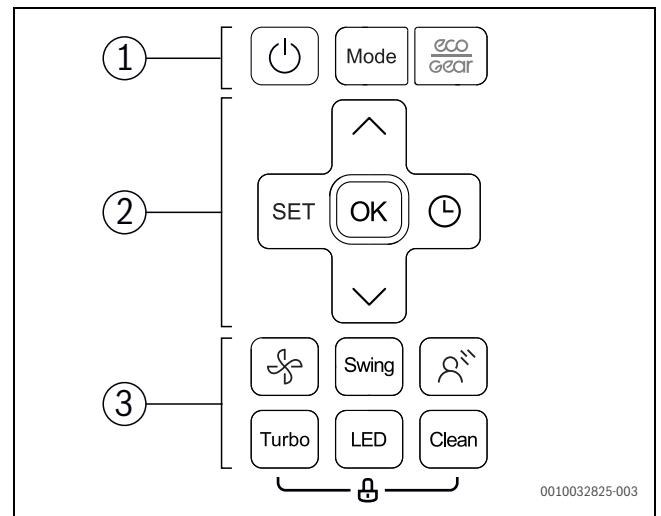 1
Mode
eco
Gear
2
SET
OK
3
Swing
Turbo
LED
Clean
0010032825-003